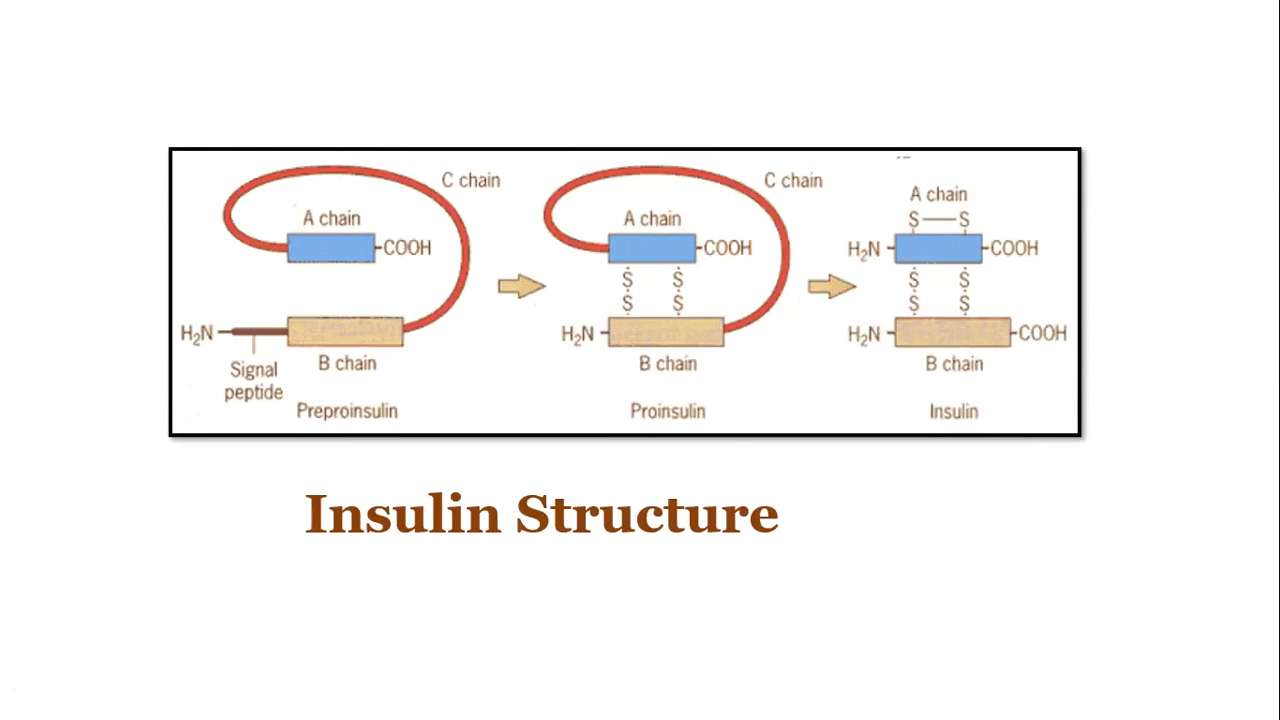 C chain
A chain
COOH
H₂N
Signal
peptide
B chain
Preproinsulin
C chain
A chain
COOH
S S
S S
H₂N
B chain
Proinsulin
A chain
S S
H₂N COOH
S S
S S
H₂N COOH
B chain
Insulin
Insulin Structure